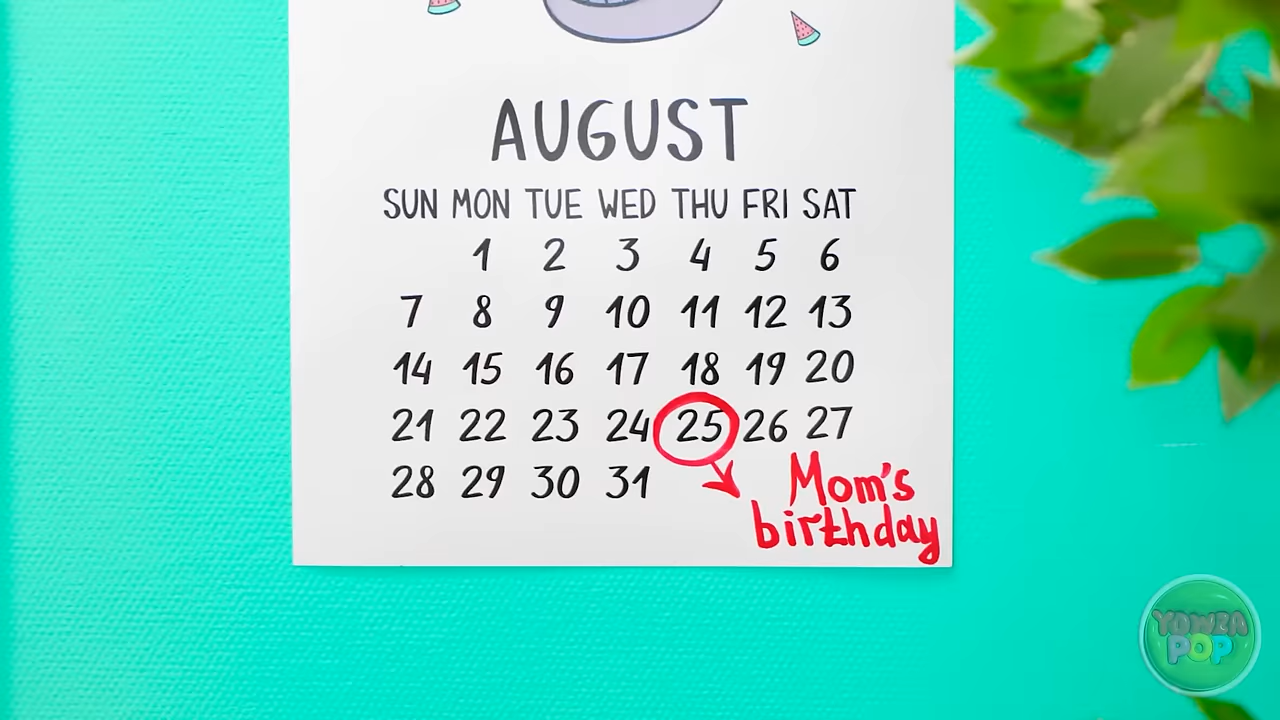 AUGUST
SUN MON TUE WED THU FRI SAT
1 2 3 4 5 6
7 8 9 10 11 12 13
14 15 16 17 18 19 20
21 22 23 24 25 26 27
28 29 30 31
Mom's
birthday
YOWZA
POP